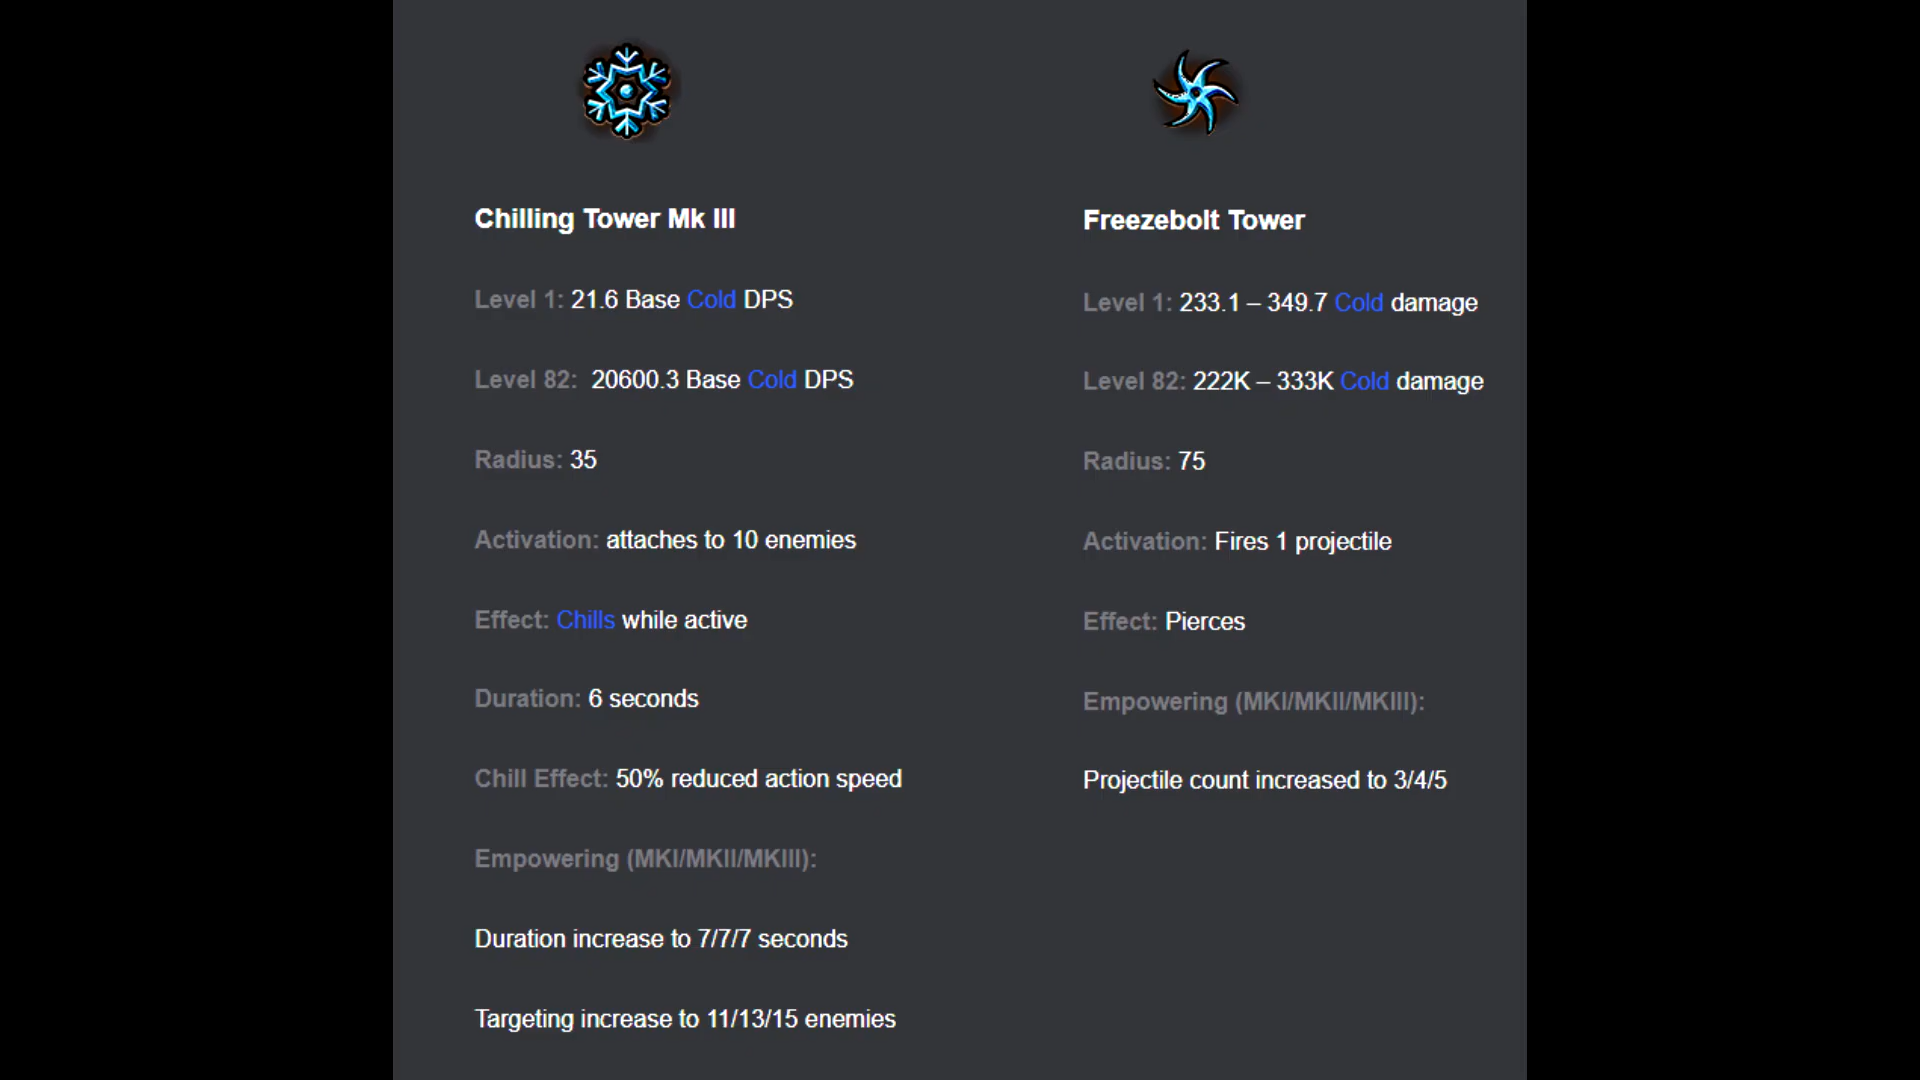 Chilling Tower Mk III
Level 1: 21.6 Base Cold DPS
Level 82: 20600.3 Base Cold DPS
Radius: 35
Activation: attaches to 10 enemies
Effect: Chills while active
Duration: 6 seconds
Chill Effect: 50% reduced action speed
Empowering (MKI/MKII/MKIII):
Duration increase to 7/7/7 seconds
Targeting increase to 11/13/15 enemies
Freezebolt Tower
Level 1: 233.1 – 349.7 Cold damage
Level 82: 222K – 333K Cold damage
Radius: 75
Activation: Fires 1 projectile
Effect: Pierces
Empowering (MKI/MKII/MKIII):
Projectile count increased to 3/4/5